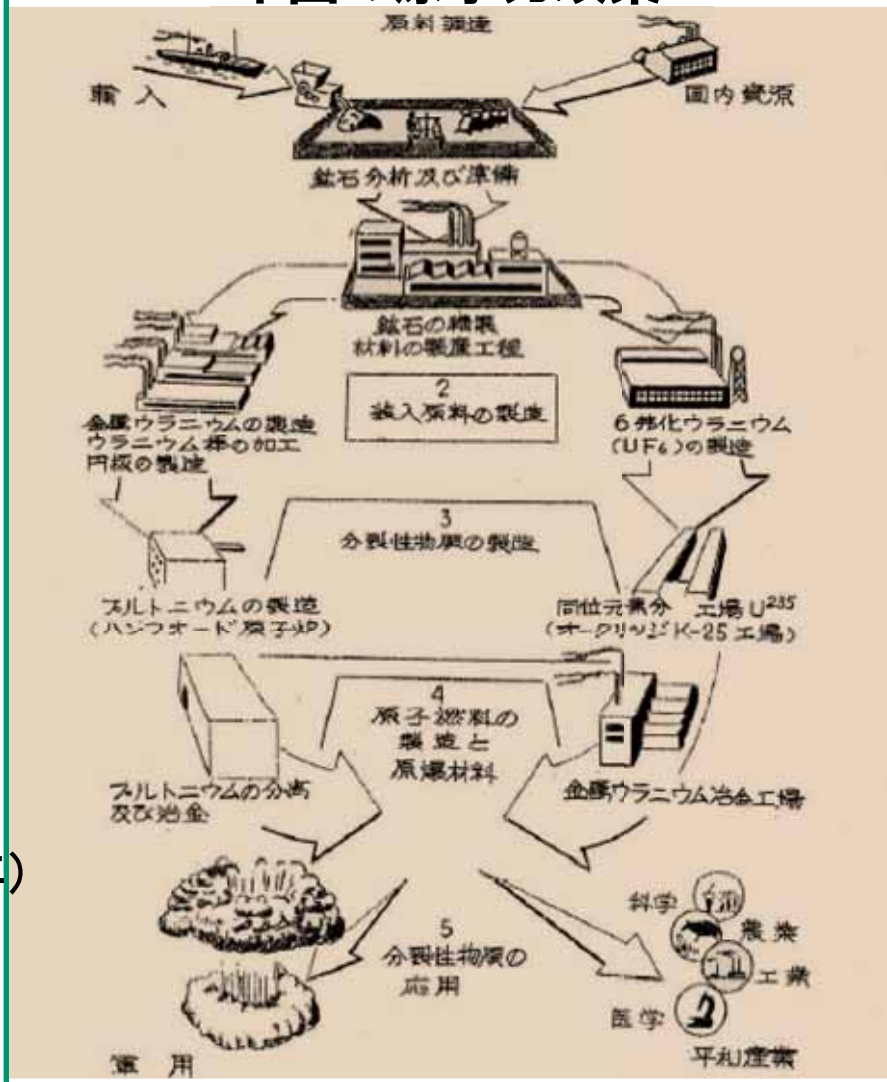 原料調達
輸入
国内資源
鉱石分析及び準備
鉱石の精製
材料の製産工程
2
装入原料の製造
金属ウラニウムの製造
ウラニウム棒の加工
円板の製造
6弗化ウラニウム
(UF₆)の製造
3
分裂性物質の製造
プルトニウムの製造
(ハンフオード原子炉)
同位元素分 工場U²³⁵
(オークリッジK-25工場)
4
原子燃料の
製造と
原爆材料
プルトニウムの分离
及び冶金
金属ウラニウム冶金工場
5
分裂性物質の
応用
科学
農業
工業
医学
軍用
平和産業